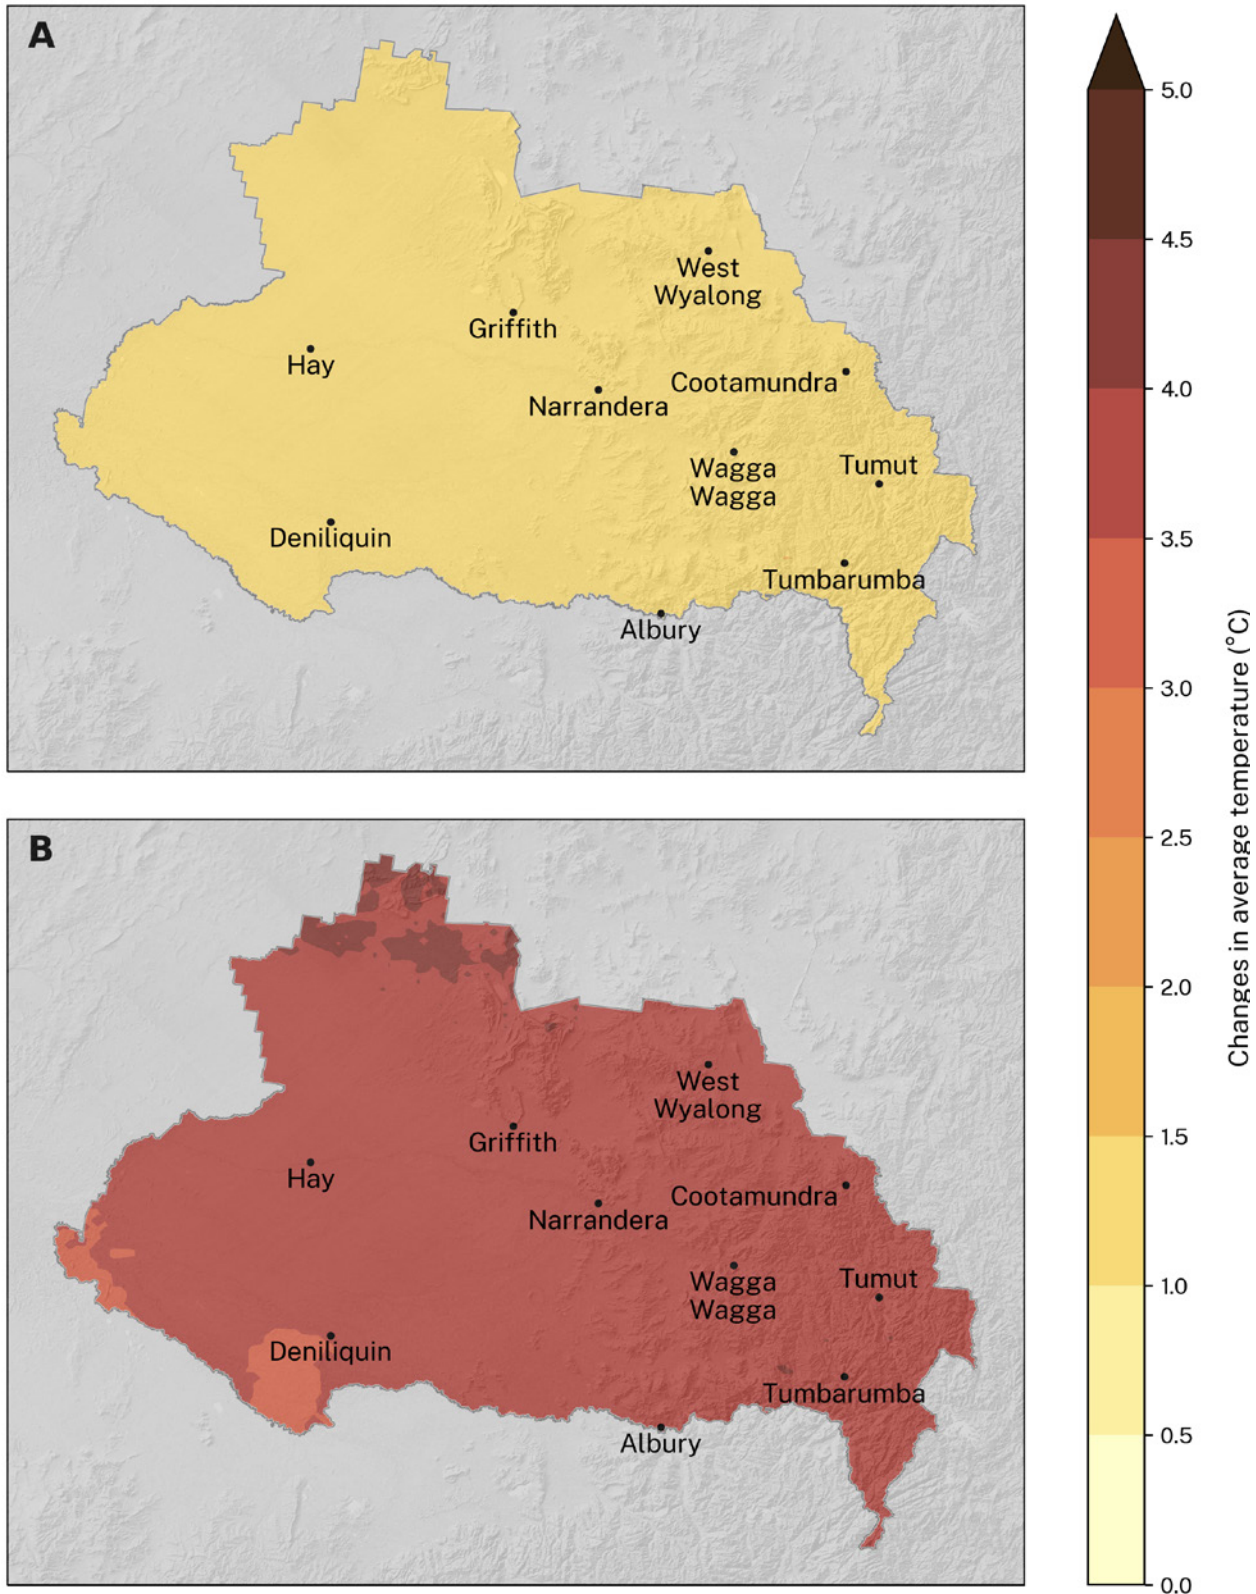 A
West
Wyalong
Griffith
Hay
Cootamundra
Narrandera
Wagga
Wagga
Tumut
Deniliquin
Tumbarumba
Albury
B
West
Wyalong
Griffith
Hay
Cootamundra
Narrandera
Wagga
Wagga
Tumut
Deniliquin
Tumbarumba
Albury
5.0
4.5
4.0
3.5
3.0
2.5
2.0
1.5
1.0
0.5
0.0
Changes in average temperature (°C)